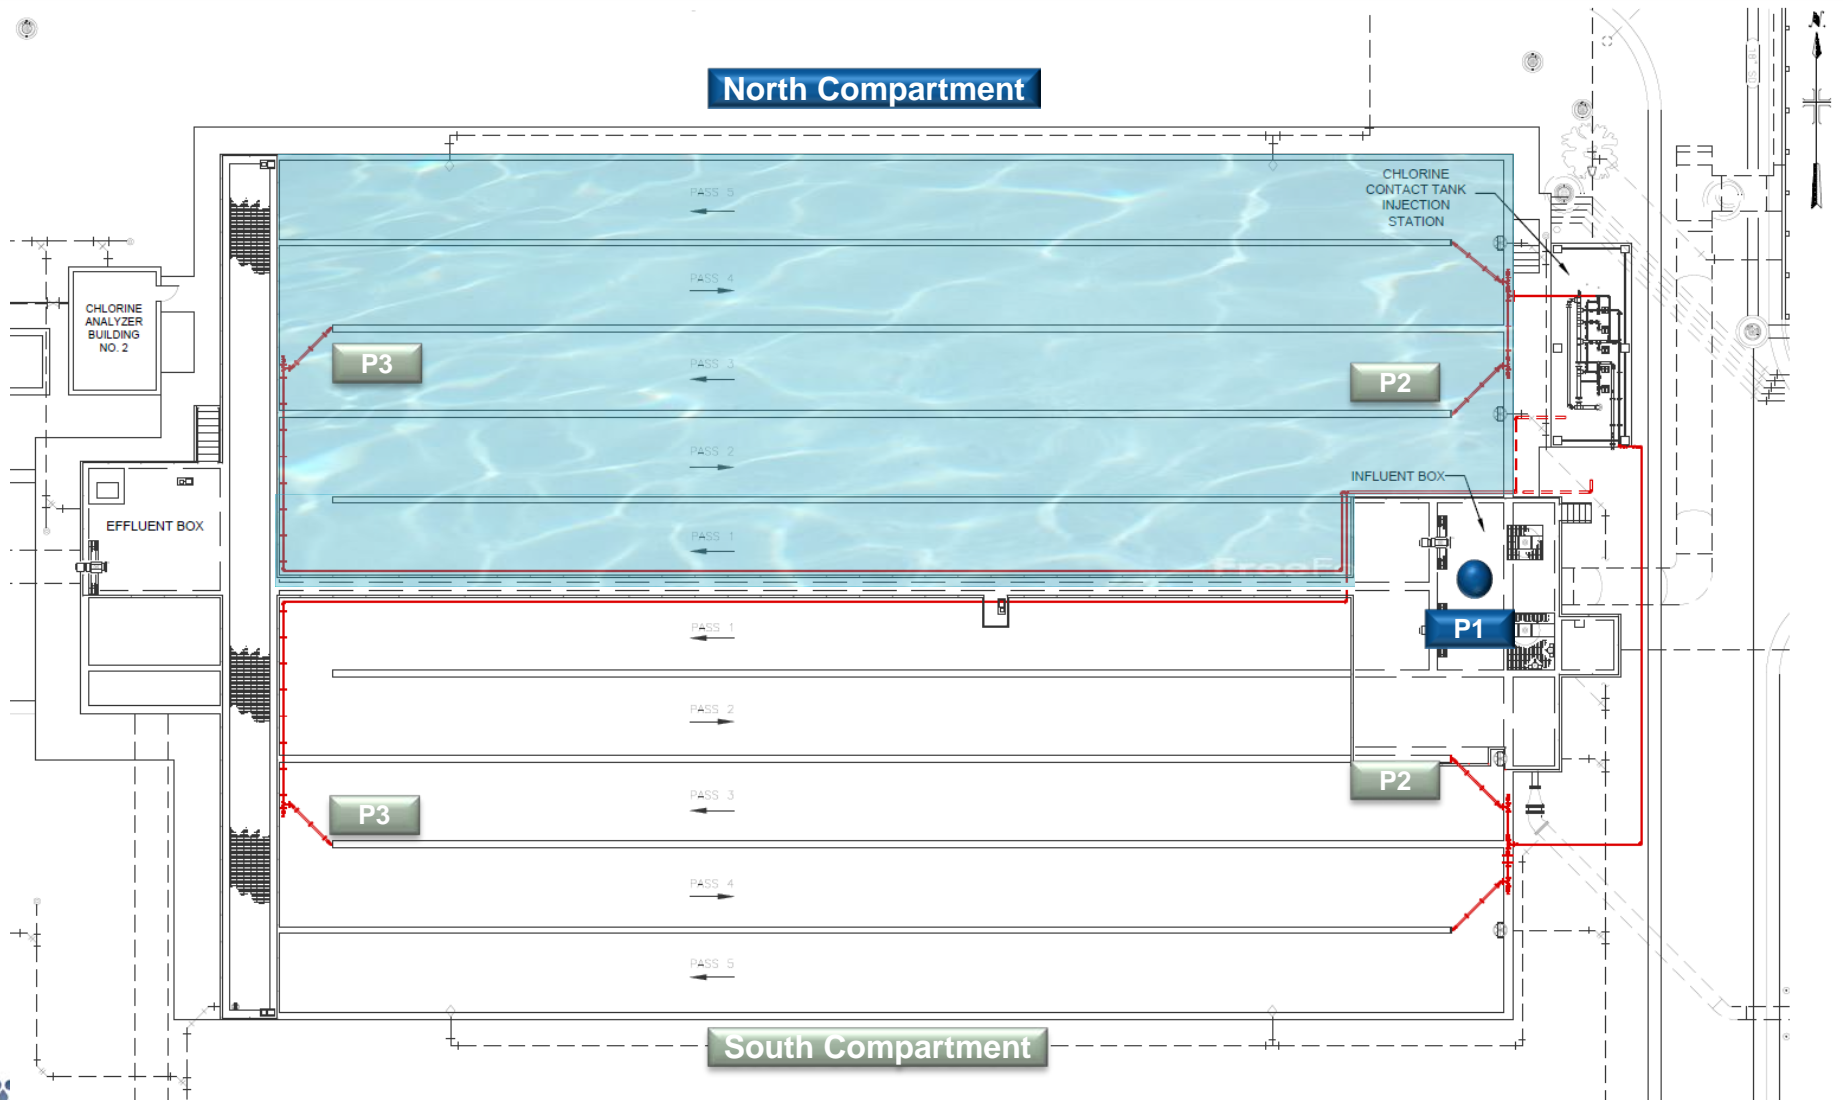 N.
18" SD
North Compartment
CHLORINE
CONTACT TANK
INJECTION
STATION
PASS 5
PASS 4
CHLORINE
ANALYZER
BUILDING
NO. 2
P3
PASS 3
P2
PASS 2
INFLUENT BOX
EFFLUENT BOX
PASS 1
P1
PASS 1
PASS 2
P2
P3
PASS 3
PASS 4
PASS 5
South Compartment